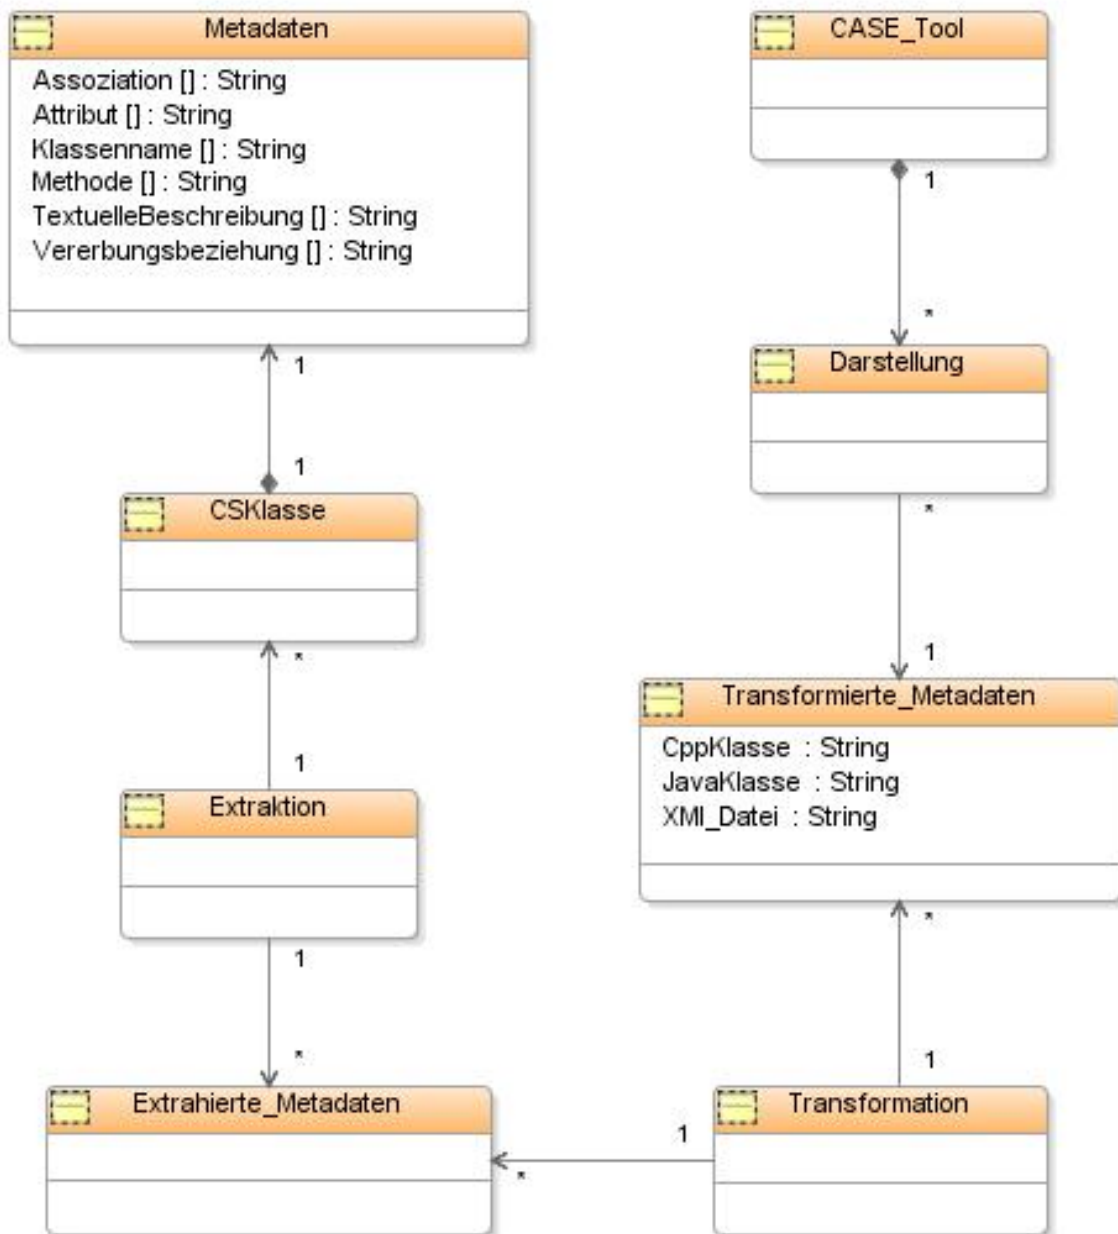 Metadaten
Assoziation [] : String
Attribut [] : String
Klassenname [] : String
Methode [] : String
TextuelleBeschreibung [] : String
Vererbungsbeziehung [] : String
1
1
CSKlasse
*
1
Extraktion
1
*
Extrahierte_Metadaten
CASE_Tool
1
*
Darstellung
*
1
Transformierte_Metadaten
CppKlasse : String
JavaKlasse : String
XMI_Datei : String
*
1
Transformation
1
*